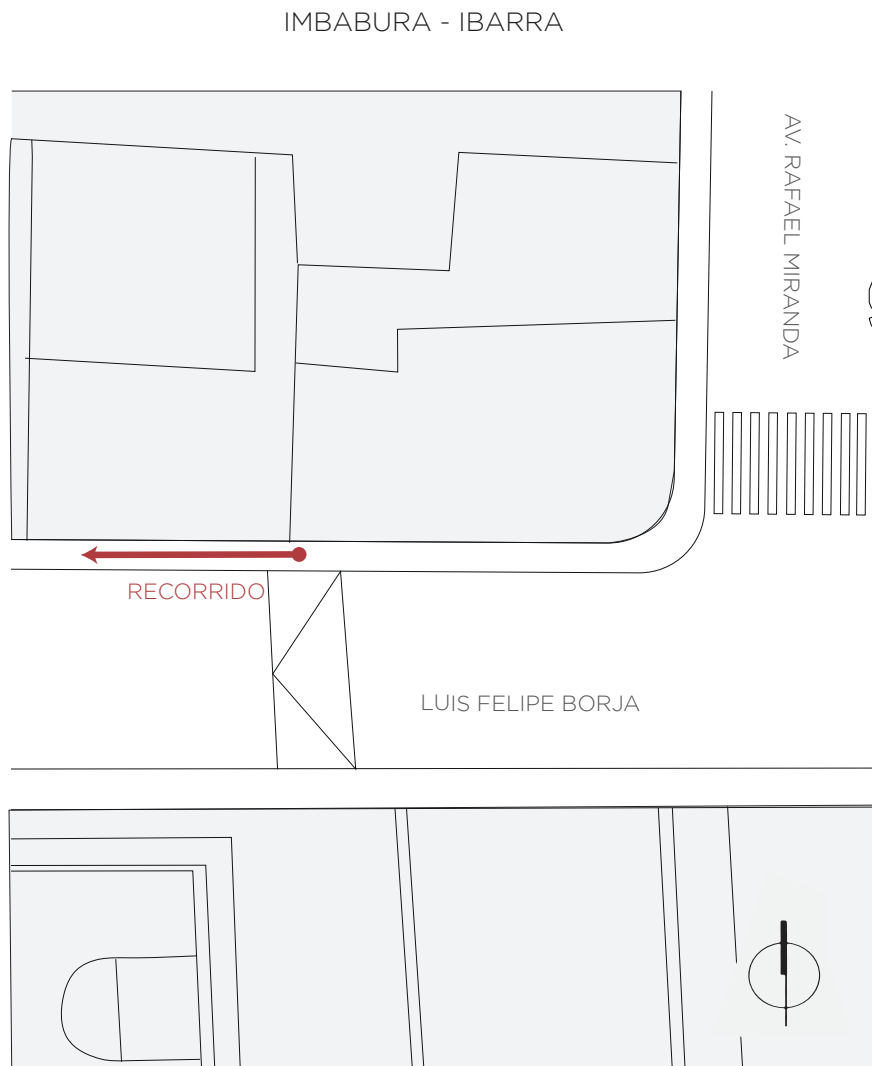 IMBABURA - IBARRA
AV. RAFAEL MIRANDA
RECORRIDO
LUIS FELIPE BORJA